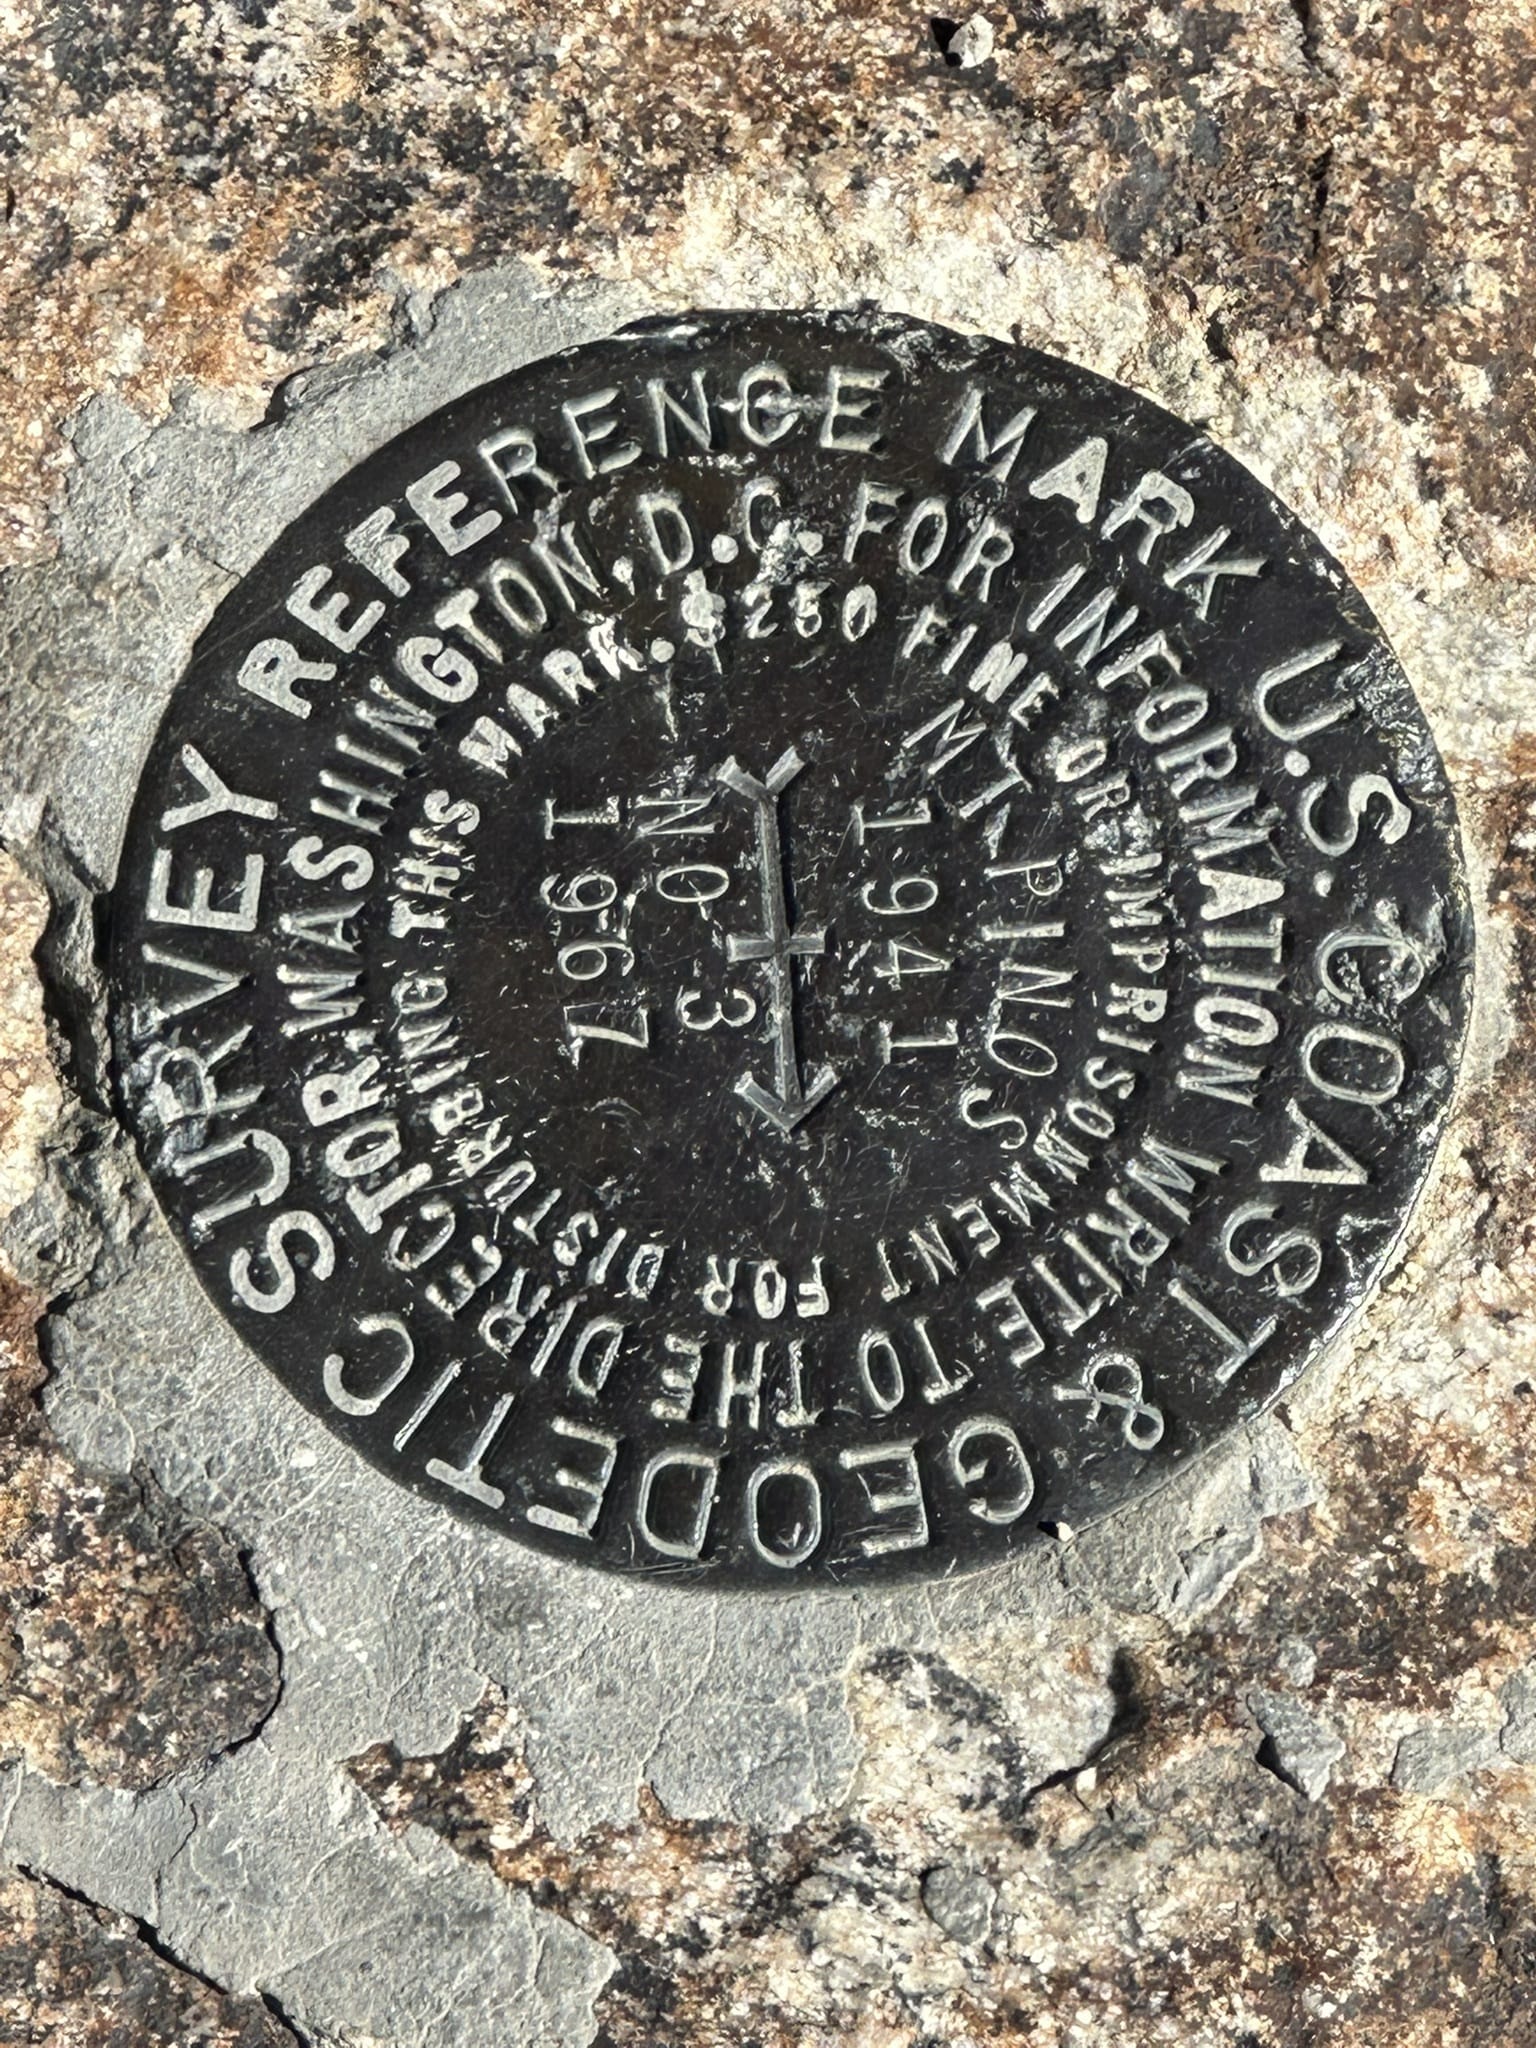 U.S. COAST & GEODETIC SURVEY REFERENCE MARK
FOR INFORMATION WRITE TO THE DIRECTOR, WASHINGTON, D.C.
$250 FINE OR IMPRISONMENT FOR DISTURBING THIS MARK.
MT. PINOS
1941
NO 3
1967